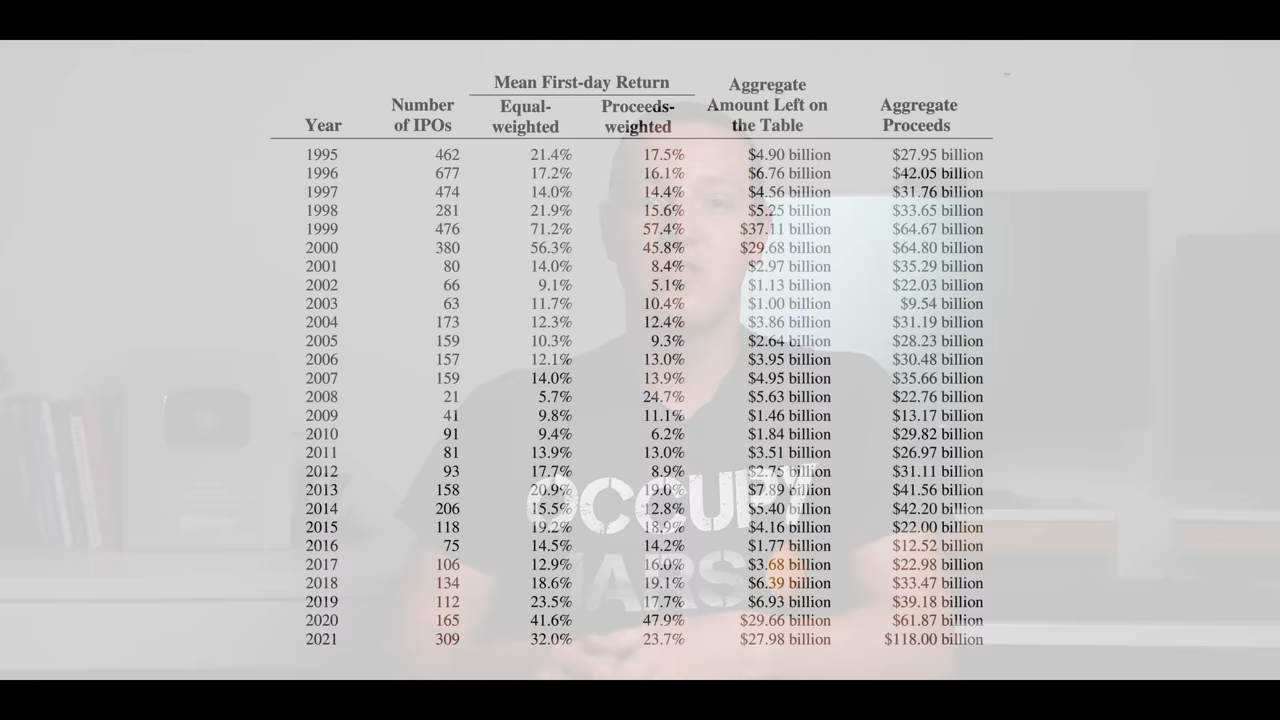 Mean First-day Return
Year Number of IPOs Equal-weighted Proceeds-weighted Aggregate Amount Left on the Table Aggregate Proceeds
1995 462 21.4% 17.5% $4.90 billion $27.95 billion
1996 677 17.2% 16.1% $6.76 billion $42.05 billion
1997 474 14.0% 14.4% $4.56 billion $31.76 billion
1998 281 21.9% 15.6% $5.25 billion $33.65 billion
1999 476 71.2% 57.4% $37.11 billion $64.67 billion
2000 380 56.3% 45.8% $29.68 billion $64.80 billion
2001 80 14.0% 8.4% $2.97 billion $35.29 billion
2002 66 9.1% 5.1% $1.13 billion $22.03 billion
2003 63 11.7% 10.4% $1.00 billion $9.54 billion
2004 173 12.3% 12.4% $3.86 billion $31.19 billion
2005 159 10.3% 9.3% $2.64 billion $28.23 billion
2006 157 12.1% 13.0% $3.95 billion $30.48 billion
2007 159 14.0% 13.9% $4.95 billion $35.66 billion
2008 21 5.7% 24.7% $5.63 billion $22.76 billion
2009 41 9.8% 11.1% $1.46 billion $13.17 billion
2010 91 9.4% 6.2% $1.84 billion $29.82 billion
2011 81 13.9% 13.0% $3.51 billion $26.97 billion
2012 93 17.7% 8.9% $2.75 billion $31.11 billion
2013 158 20.9% 19.0% $7.89 billion $41.56 billion
2014 206 15.5% 12.8% $5.40 billion $42.20 billion
2015 118 19.2% 18.9% $4.16 billion $22.00 billion
2016 75 14.5% 14.2% $1.77 billion $12.52 billion
2017 106 12.9% 16.0% $3.68 billion $22.98 billion
2018 134 18.6% 19.1% $6.39 billion $33.47 billion
2019 112 23.5% 17.7% $6.93 billion $39.18 billion
2020 165 41.6% 47.9% $29.66 billion $61.87 billion
2021 309 32.0% 23.7% $27.98 billion $118.00 billion
OCCUPY